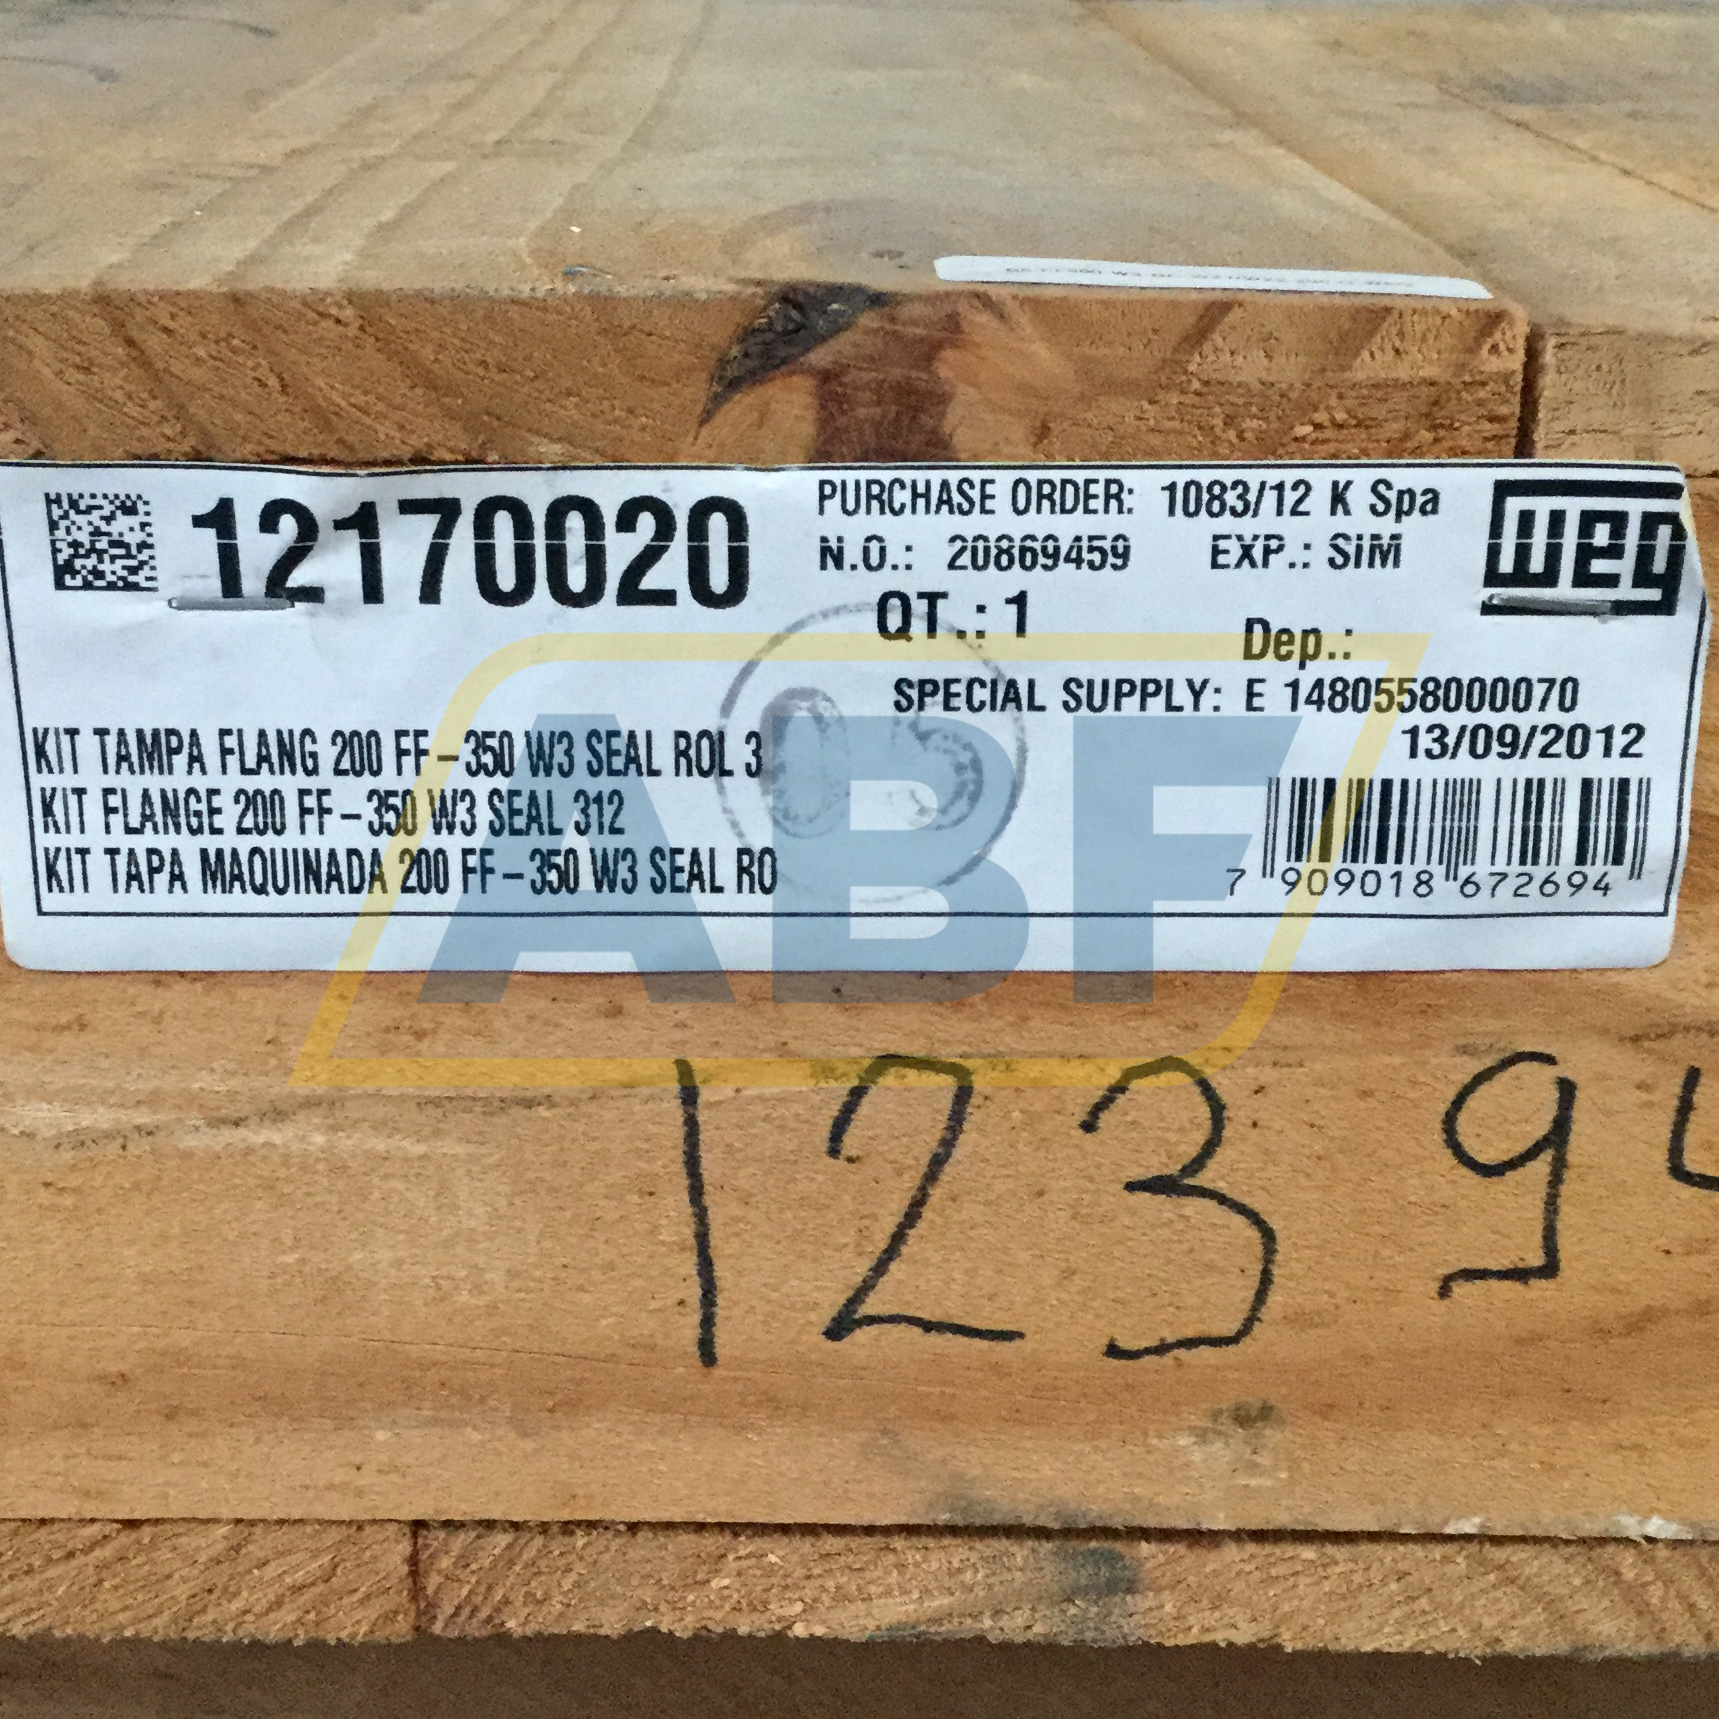 12170020
PURCHASE ORDER: 1083/12 K Spa
N.O.: 20869459 EXP.: SiM
weg
QT.: 1
Dep.:
SPECIAL SUPPLY: E 1480558000070
13/09/2012
KIT TAMPA FLANG 200 FF-350 W3 SEAL ROL 3
KIT FLANGE 200 FF-350 W3 SEAL 312
KIT TAPA MAQUINADA 200 FF-350 W3 SEAL RO
7 909018 672694
ABF
1239